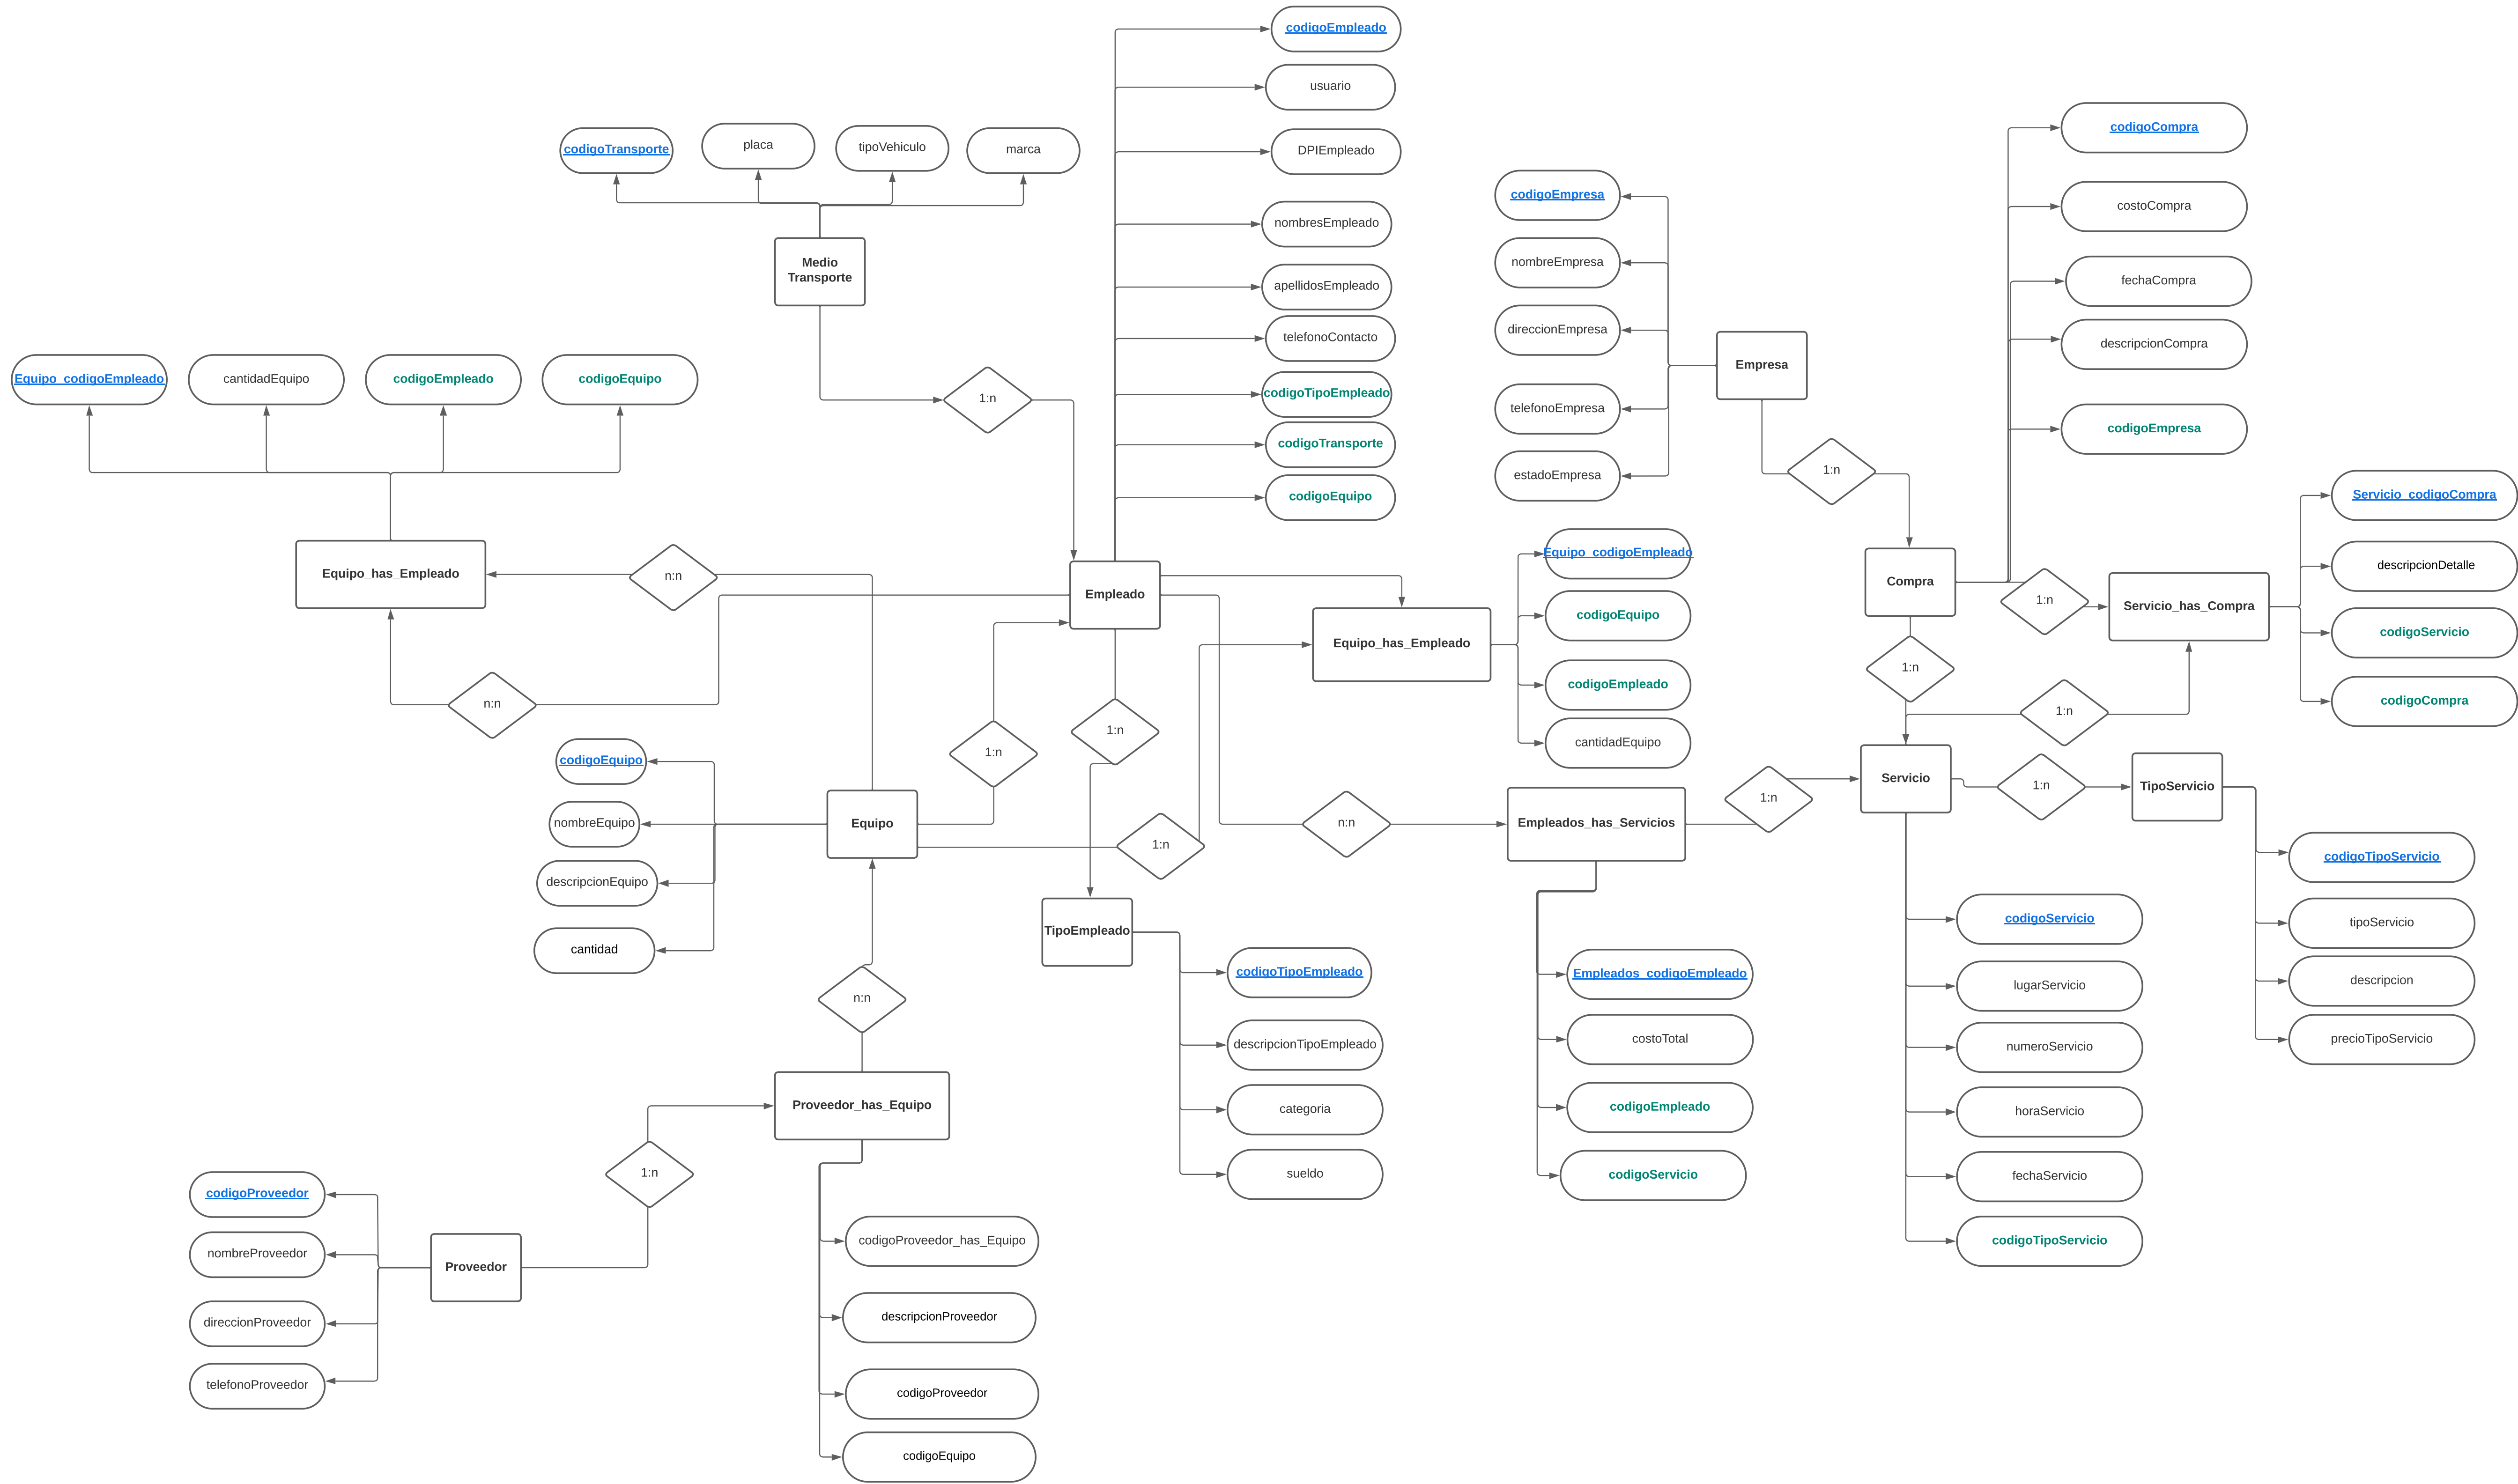 codigoEmpleado
usuario
DPIEmpleado
nombresEmpleado
apellidosEmpleado
telefonoContacto
codigoTipoEmpleado
codigoTransporte
codigoEquipo
codigoTransporte
placa
tipoVehiculo
marca
Medio
Transporte
1:n
codigoEmpresa
nombreEmpresa
direccionEmpresa
telefonoEmpresa
estadoEmpresa
Empresa
1:n
codigoCompra
costoCompra
fechaCompra
descripcionCompra
codigoEmpresa
Equipo_codigoEmpleado
cantidadEquipo
codigoEmpleado
codigoEquipo
Equipo_has_Empleado
n:n
n:n
Empleado
1:n
1:n
Equipo_has_Empleado
Equipo_codigoEmpleado
codigoEquipo
codigoEmpleado
cantidadEquipo
Compra
1:n
1:n
1:n
Servicio_has_Compra
Servicio_codigoCompra
descripcionDetalle
codigoServicio
codigoCompra
codigoEquipo
nombreEquipo
descripcionEquipo
cantidad
Equipo
1:n
n:n
Empleados_has_Servicios
1:n
Servicio
1:n
TipoServicio
codigoTipoServicio
tipoServicio
descripcion
precioTipoServicio
TipoEmpleado
codigoTipoEmpleado
descripcionTipoEmpleado
categoria
sueldo
Empleados_codigoEmpleado
costoTotal
codigoEmpleado
codigoServicio
codigoServicio
lugarServicio
numeroServicio
horaServicio
fechaServicio
codigoTipoServicio
n:n
Proveedor_has_Equipo
1:n
codigoProveedor
nombreProveedor
direccionProveedor
telefonoProveedor
Proveedor
codigoProveedor_has_Equipo
descripcionProveedor
codigoProveedor
codigoEquipo